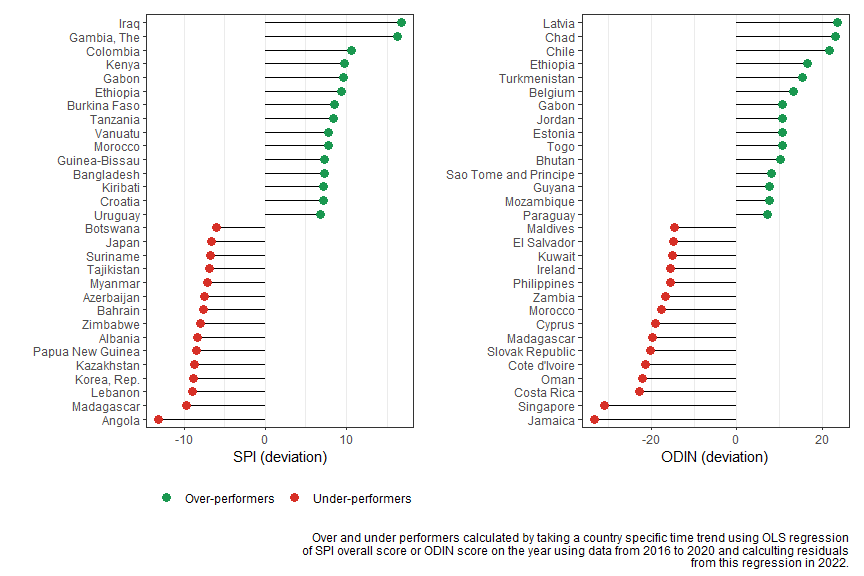 Iraq
Gambia, The
Colombia
Kenya
Gabon
Ethiopia
Burkina Faso
Tanzania
Vanuatu
Morocco
Guinea-Bissau
Bangladesh
Kiribati
Croatia
Uruguay
Botswana
Japan
Suriname
Tajikistan
Myanmar
Azerbaijan
Bahrain
Zimbabwe
Albania
Papua New Guinea
Kazakhstan
Korea, Rep.
Lebanon
Madagascar
Angola
-10 0 10
SPI (deviation)
Latvia
Chad
Chile
Ethiopia
Turkmenistan
Belgium
Gabon
Jordan
Estonia
Togo
Bhutan
Sao Tome and Principe
Guyana
Mozambique
Paraguay
Maldives
El Salvador
Kuwait
Ireland
Philippines
Zambia
Morocco
Cyprus
Madagascar
Slovak Republic
Cote d'Ivoire
Oman
Costa Rica
Singapore
Jamaica
-20 0 20
ODIN (deviation)
Over-performers Under-performers
Over and under performers calculated by taking a country specific time trend using OLS regression
of SPI overall score or ODIN score on the year using data from 2016 to 2020 and calculting residuals
from this regression in 2022.